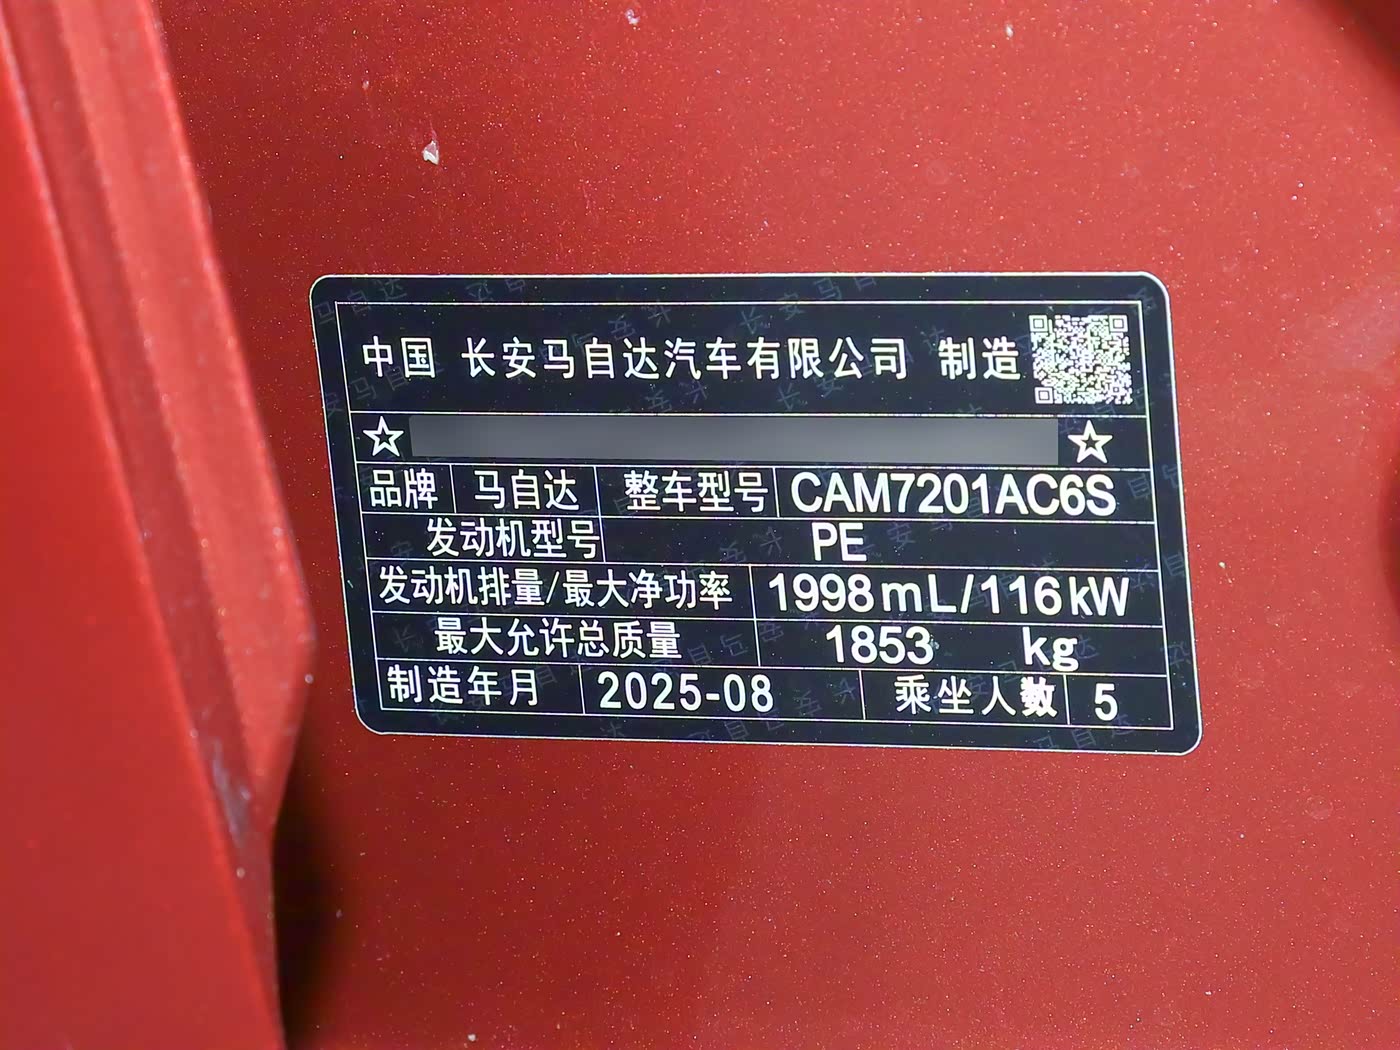 中国 长安马自达汽车有限公司 制造
☆ ☆
品牌 马自达 整车型号 CAM7201AC6S
发动机型号 PE
发动机排量/最大净功率 1998mL/116kW
最大允许总质量 1853 kg
制造年月 2025-08 乘坐人数 5